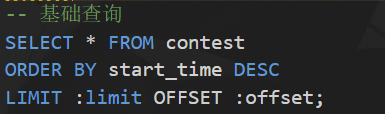 -- 基础查询
SELECT * FROM contest
ORDER BY start_time DESC
LIMIT :limit OFFSET :offset;